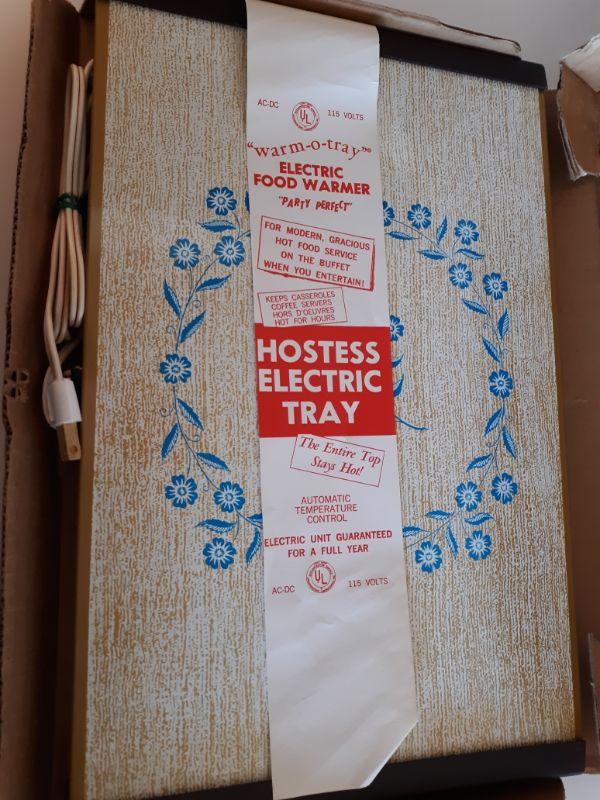 AC-DC UL 115 VOLTS
"warm-o-tray"®
ELECTRIC
FOOD WARMER
"PARTY PERFECT"
FOR MODERN, GRACIOUS
HOT FOOD SERVICE
ON THE BUFFET
WHEN YOU ENTERTAIN!
KEEPS CASSEROLES
COFFEE SERVERS
HORS D'OEUVRES
HOT FOR HOURS
HOSTESS
ELECTRIC
TRAY
The Entire Top
Stays Hot!
AUTOMATIC
TEMPERATURE
CONTROL
ELECTRIC UNIT GUARANTEED
FOR A FULL YEAR
AC-DC UL 115 VOLTS